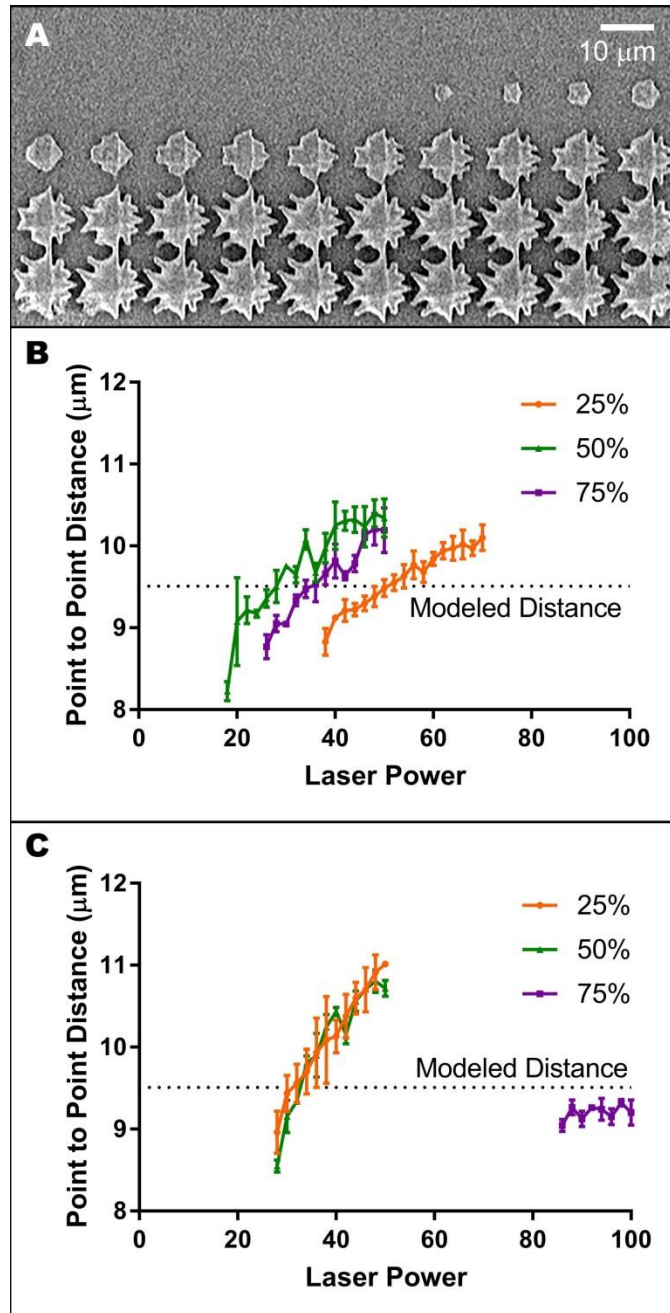 A
10 μm
B
Point to Point Distance (μm)
12
11
10
9
8
25%
50%
75%
Modeled Distance
0
20
40
60
80
100
Laser Power
C
Point to Point Distance (μm)
12
11
10
9
8
25%
50%
75%
Modeled Distance
0
20
40
60
80
100
Laser Power